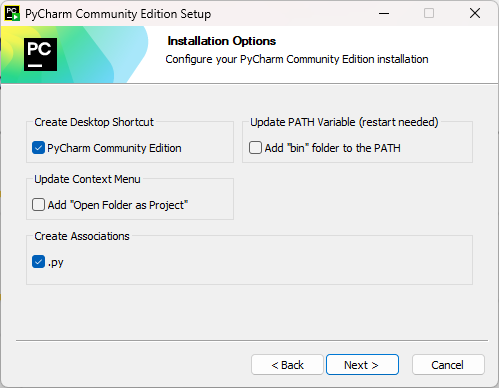 PC PyCharm Community Edition Setup
PC
Installation Options
Configure your PyCharm Community Edition installation
Create Desktop Shortcut
PyCharm Community Edition
Update PATH Variable (restart needed)
Add "bin" folder to the PATH
Update Context Menu
Add "Open Folder as Project"
Create Associations
.py
< Back
Next >
Cancel